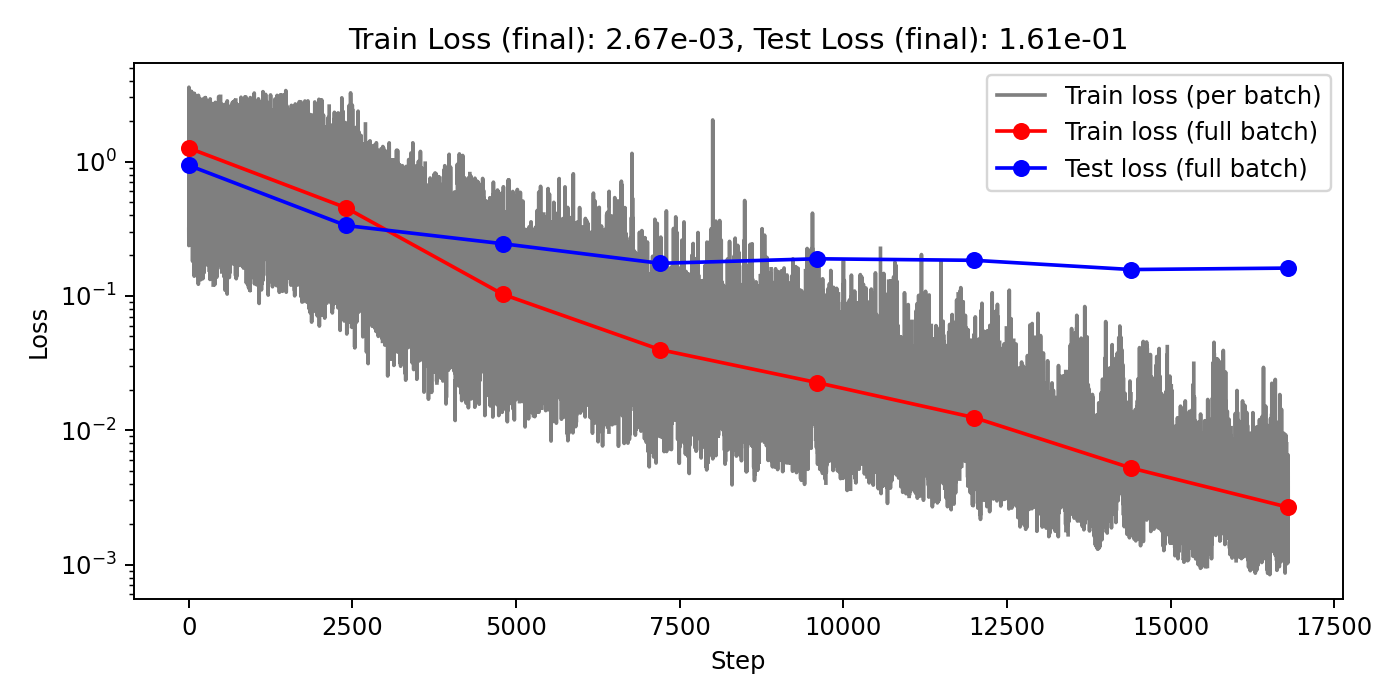 Train Loss (final): 2.67e-03, Test Loss (final): 1.61e-01
Train loss (per batch)
Train loss (full batch)
Test loss (full batch)
Loss
10⁰
10⁻¹
10⁻²
10⁻³
0 2500 5000 7500 10000 12500 15000 17500
Step